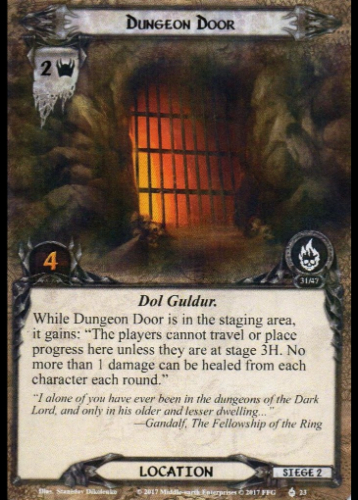 DUNGEON DOOR
2
4
31/47
Dol Guldur.
While Dungeon Door is in the staging area,
it gains: “The players cannot travel or place
progress here unless they are at stage 3H. No
more than 1 damage can be healed from each
character each round.”
“I alone of you have ever been in the dungeons of the Dark
Lord, and only in his older and lesser dwelling...”
—Gandalf, The Fellowship of the Ring
LOCATION
SIEGE 2
Illus. Stanislav Dikolenko
© 2017 Middle-earth Enterprises © 2017 FFG
23